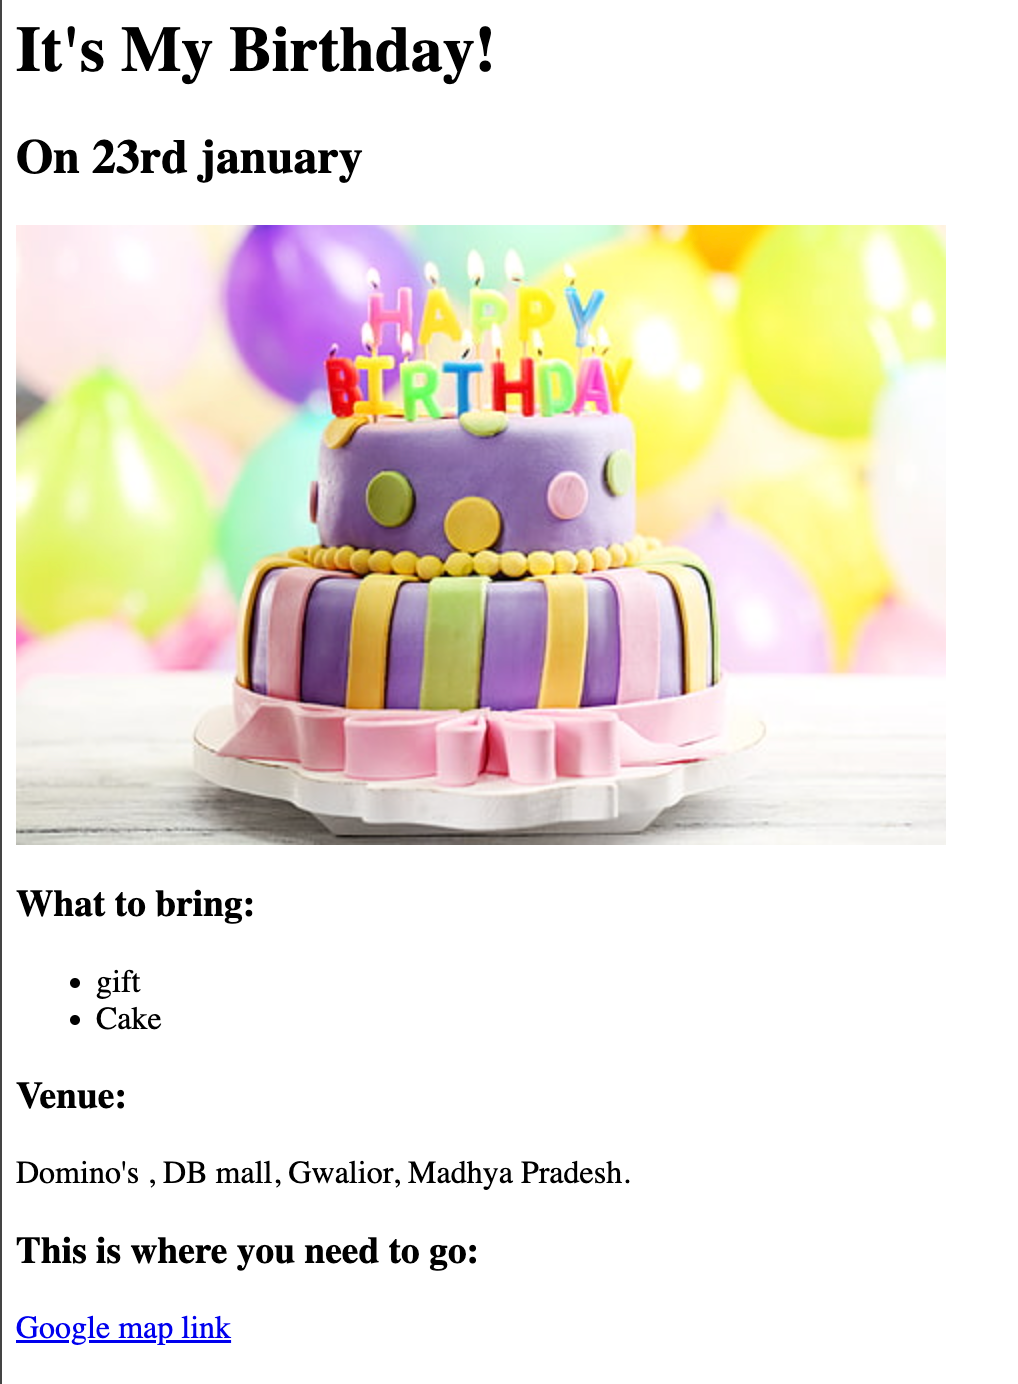 It's My Birthday!
On 23rd january
HAPPY
BIRTHDAY
What to bring:
• gift
• Cake
Venue:
Domino's , DB mall, Gwalior, Madhya Pradesh.
This is where you need to go:
Google map link